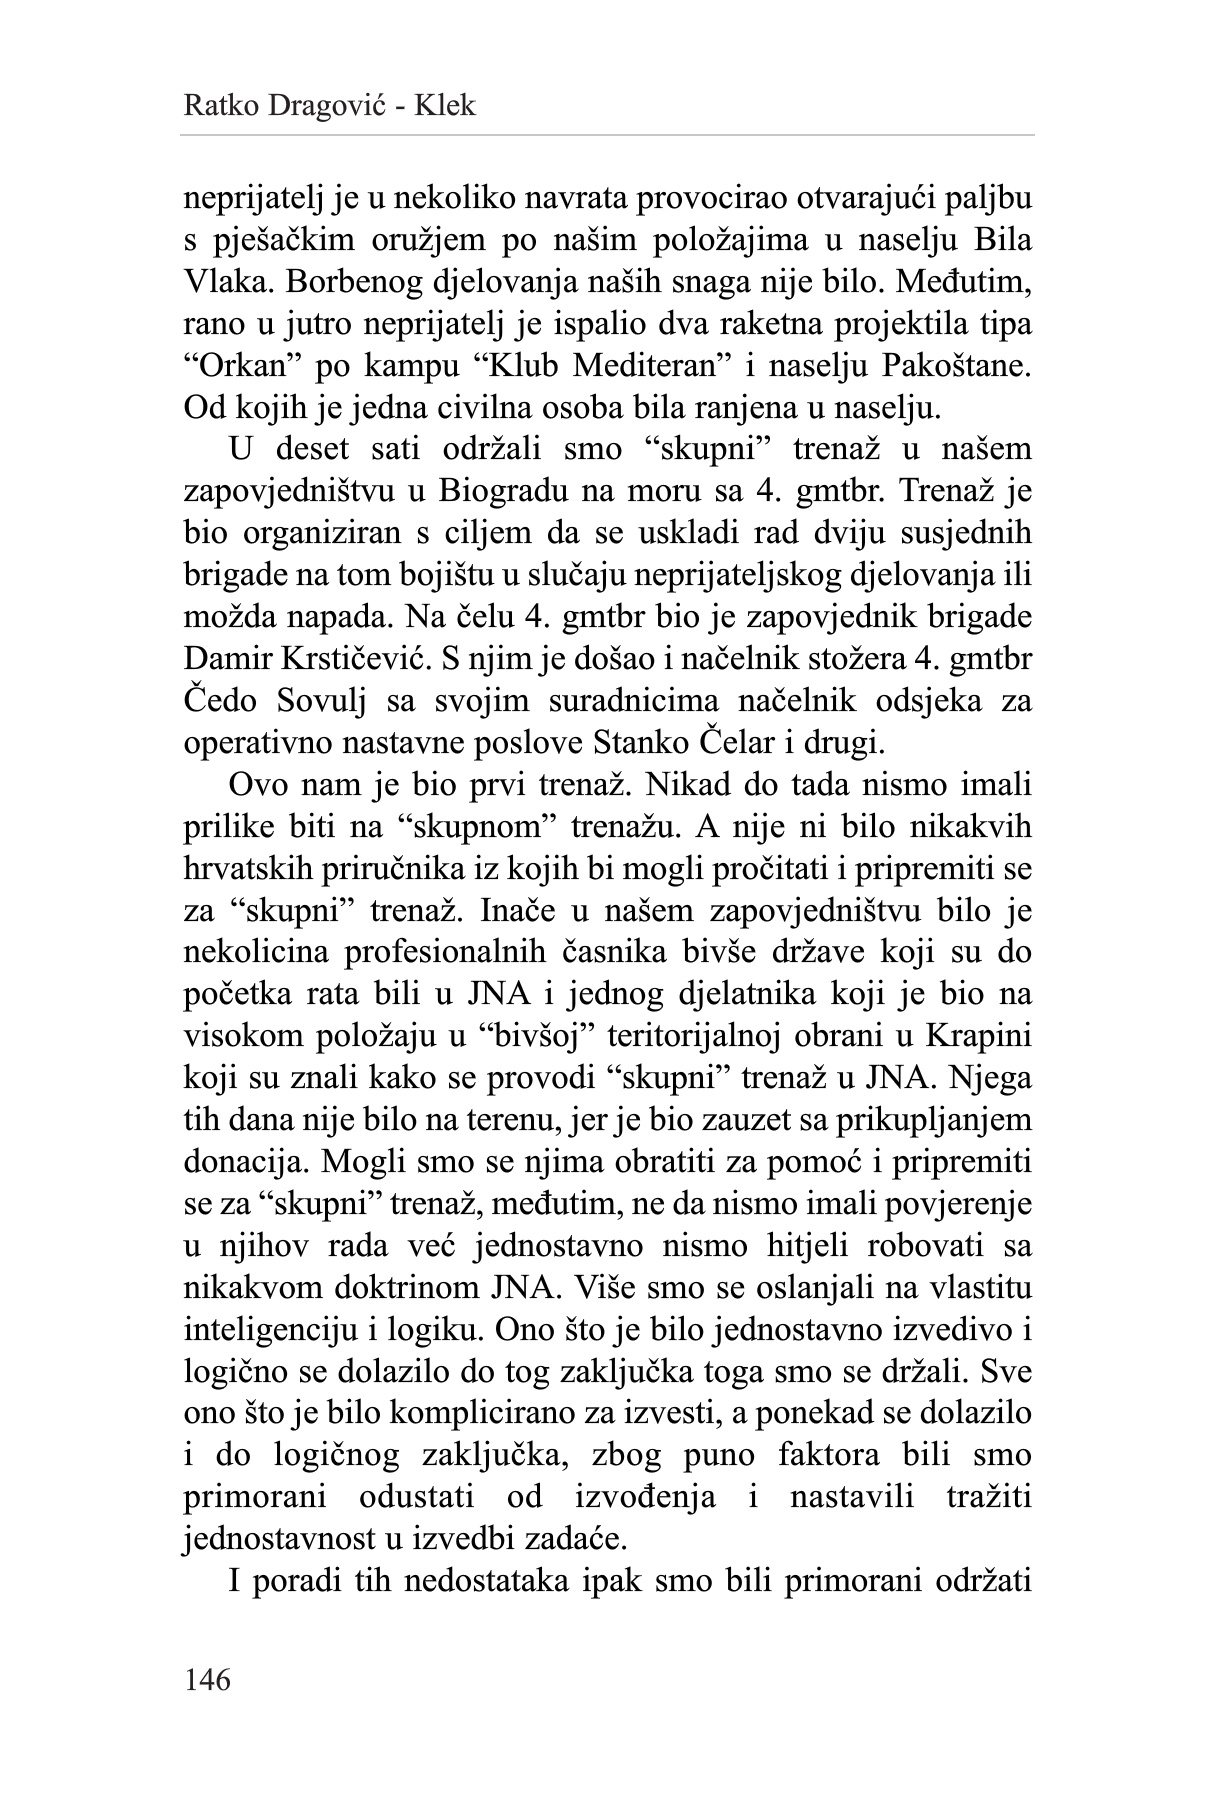 Ratko Dragović - Klek
neprijatelj je u nekoliko navrata provocirao otvarajući paljbu
s pješačkim oružjem po našim položajima u naselju Bila
Vlaka. Borbenog djelovanja naših snaga nije bilo. Međutim,
rano u jutro neprijatelj je ispalio dva raketna projektila tipa
“Orkan” po kampu “Klub Mediteran” i naselju Pakoštane.
Od kojih je jedna civilna osoba bila ranjena u naselju.
U deset sati održali smo “skupni” trenaž u našem
zapovjedništvu u Biogradu na moru sa 4. gmtbr. Trenaž je
bio organiziran s ciljem da se uskladi rad dviju susjednih
brigade na tom bojištu u slučaju neprijateljskog djelovanja ili
možda napada. Na čelu 4. gmtbr bio je zapovjednik brigade
Damir Krstičević. S njim je došao i načelnik stožera 4. gmtbr
Čedo Sovulj sa svojim suradnicima načelnik odsjeka za
operativno nastavne poslove Stanko Čelar i drugi.
Ovo nam je bio prvi trenaž. Nikad do tada nismo imali
prilike biti na “skupnom” trenažu. A nije ni bilo nikakvih
hrvatskih priručnika iz kojih bi mogli pročitati i pripremiti se
za “skupni” trenaž. Inače u našem zapovjedništvu bilo je
nekolicina profesionalnih časnika bivše države koji su do
početka rata bili u JNA i jednog djelatnika koji je bio na
visokom položaju u “bivšoj” teritorijalnoj obrani u Krapini
koji su znali kako se provodi “skupni” trenaž u JNA. Njega
tih dana nije bilo na terenu, jer je bio zauzet sa prikupljanjem
donacija. Mogli smo se njima obratiti za pomoć i pripremiti
se za “skupni” trenaž, međutim, ne da nismo imali povjerenje
u njihov rada već jednostavno nismo hitjeli robovati sa
nikakvom doktrinom JNA. Više smo se oslanjali na vlastitu
inteligenciju i logiku. Ono što je bilo jednostavno izvedivo i
logično se dolazilo do tog zaključka toga smo se držali. Sve
ono što je bilo komplicirano za izvesti, a ponekad se dolazilo
i do logičnog zaključka, zbog puno faktora bili smo
primorani odustati od izvođenja i nastavili tražiti
jednostavnost u izvedbi zadaće.
I poradi tih nedostataka ipak smo bili primorani održati
146